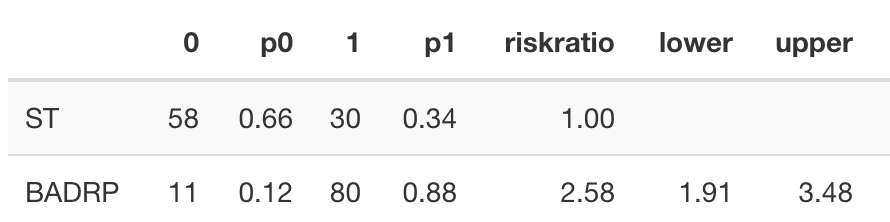 0 p0 1 p1 riskratio lower upper
ST 58 0.66 30 0.34 1.00
BADRP 11 0.12 80 0.88 2.58 1.91 3.48